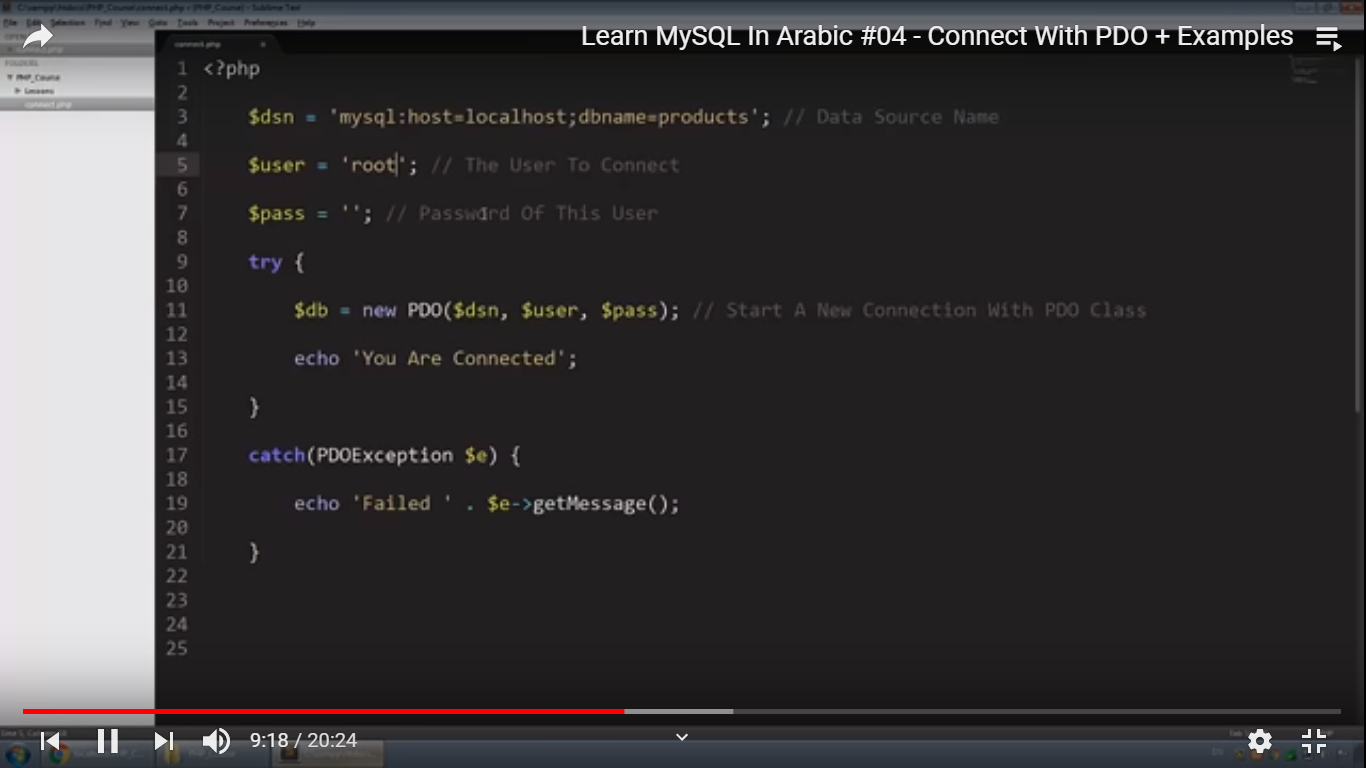 C:\xampp\htdocs\PHP_Course\connect.php • (PHP_Course) - Sublime Text
File Edit Selection Find View Goto Tools Project Preferences Help
Learn MySQL In Arabic #04 - Connect With PDO + Examples
connect.php
FOLDERS
PHP_Course
Lessons
connect.php
1 <?php
2
3 $dsn = 'mysql:host=localhost;dbname=products'; // Data Source Name
4
5 $user = 'root'; // The User To Connect
6
7 $pass = ''; // Password Of This User
8
9 try {
10
11 $db = new PDO($dsn, $user, $pass); // Start A New Connection With PDO Class
12
13 echo 'You Are Connected';
14
15 }
16
17 catch(PDOException $e) {
18
19 echo 'Failed ' . $e->getMessage();
20
21 }
22
23
24
25
9:18 / 20:24